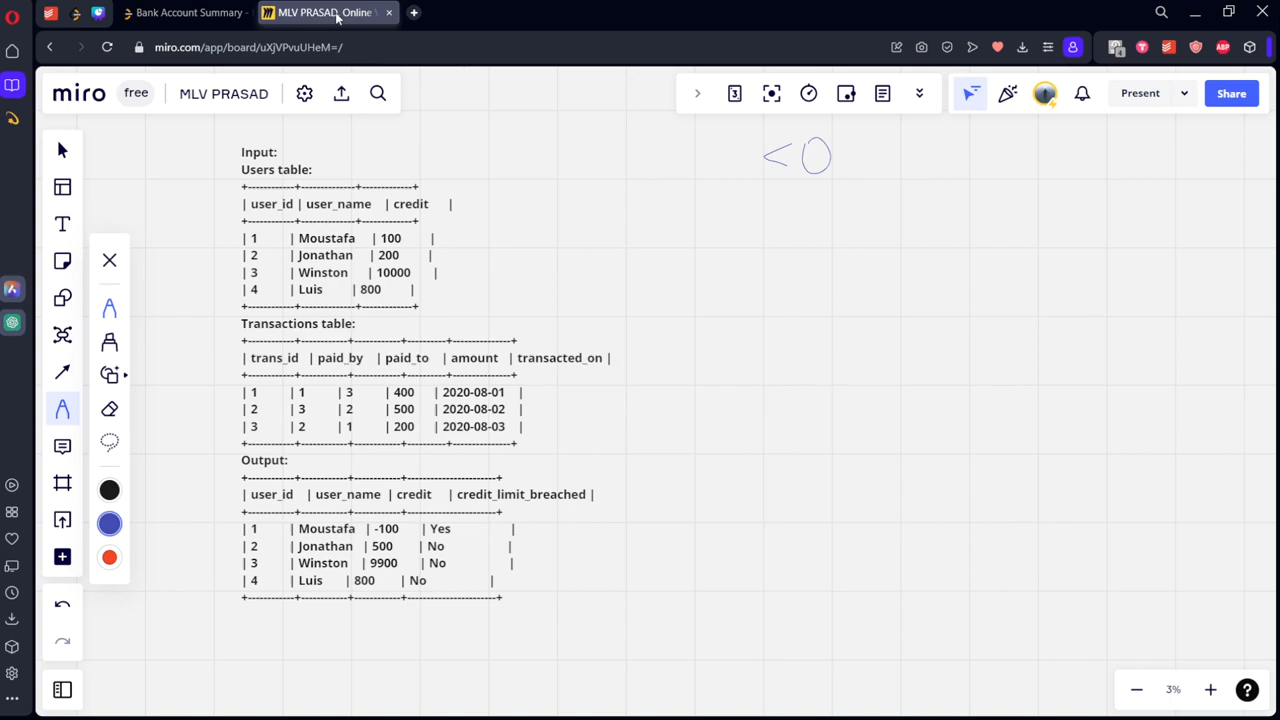 Bank Account Summary -
MLV PRASAD, Online
miro.com/app/board/uXjVPvuUHeM=/
miro free MLV PRASAD
3
Present
Share
<0
Input:
Users table:
+-----------+--------------+------------+
| user_id | user_name | credit |
+-----------+--------------+------------+
| 1 | Moustafa | 100 |
| 2 | Jonathan | 200 |
| 3 | Winston | 10000 |
| 4 | Luis | 800 |
+-----------+--------------+------------+
Transactions table:
+------------+------------+-----------+---------+---------------+
| trans_id | paid_by | paid_to | amount | transacted_on |
+------------+------------+-----------+---------+---------------+
| 1 | 1 | 3 | 400 | 2020-08-01 |
| 2 | 3 | 2 | 500 | 2020-08-02 |
| 3 | 2 | 1 | 200 | 2020-08-03 |
+------------+------------+-----------+---------+---------------+
Output:
+------------+------------+-----------+-----------------------+
| user_id | user_name | credit | credit_limit_breached |
+------------+------------+-----------+-----------------------+
| 1 | Moustafa | -100 | Yes |
| 2 | Jonathan | 500 | No |
| 3 | Winston | 9900 | No |
| 4 | Luis | 800 | No |
+------------+------------+-----------+-----------------------+
3%
ABP